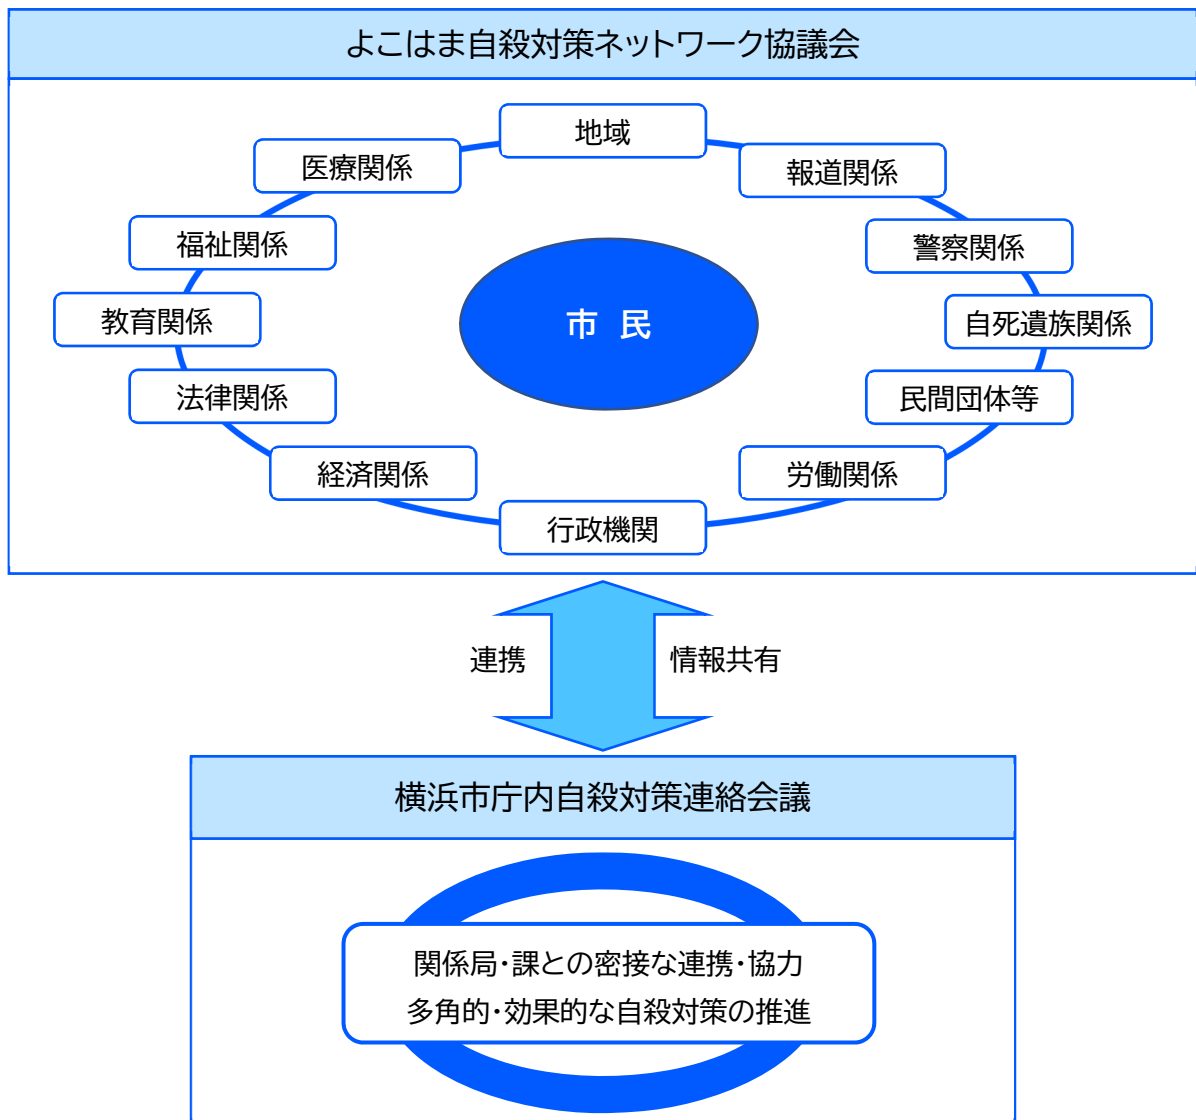 よこはま自殺対策ネットワーク協議会
地域
医療関係
報道関係
福祉関係
警察関係
教育関係
市 民
自死遺族関係
法律関係
民間団体等
経済関係
労働関係
行政機関
連携
情報共有
横浜市庁内自殺対策連絡会議
関係局・課との密接な連携・協力
多角的・効果的な自殺対策の推進